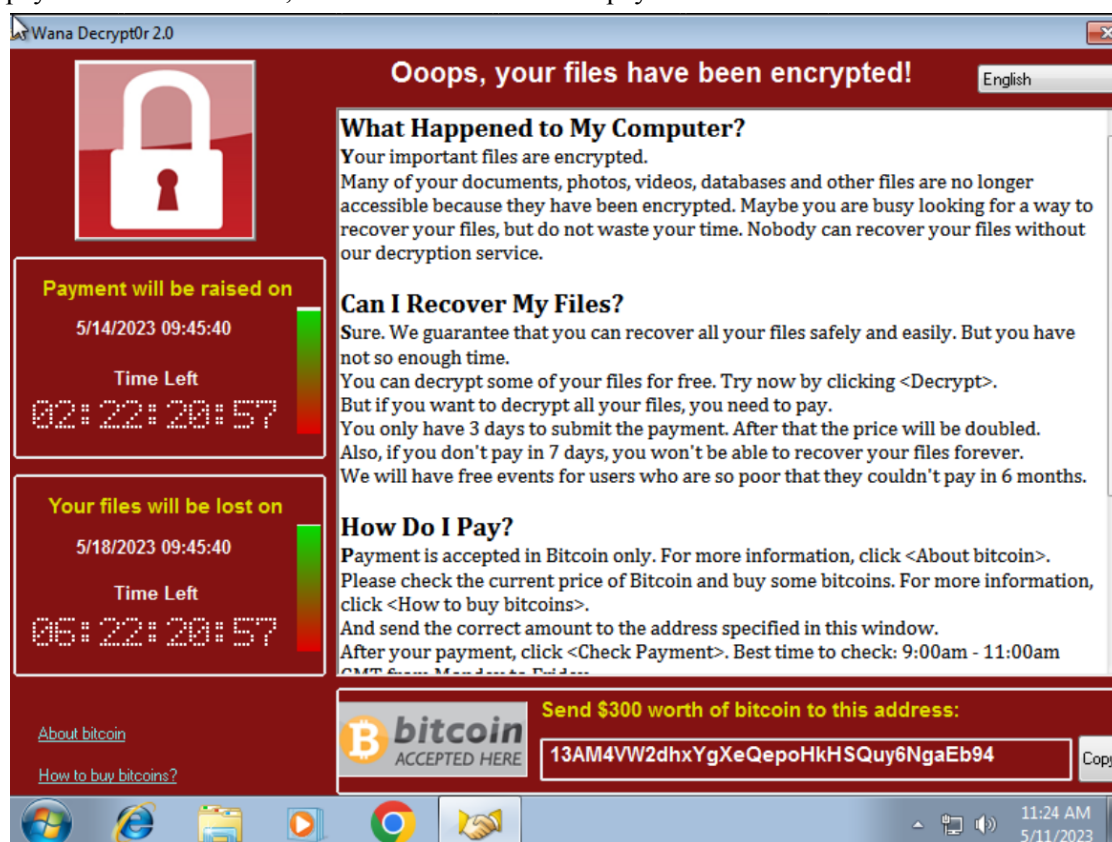 Wana Decrypt0r 2.0
Ooops, your files have been encrypted!
English
What Happened to My Computer?
Your important files are encrypted.
Many of your documents, photos, videos, databases and other files are no longer
accessible because they have been encrypted. Maybe you are busy looking for a way to
recover your files, but do not waste your time. Nobody can recover your files without
our decryption service.
Can I Recover My Files?
Sure. We guarantee that you can recover all your files safely and easily. But you have
not so enough time.
You can decrypt some of your files for free. Try now by clicking <Decrypt>.
But if you want to decrypt all your files, you need to pay.
You only have 3 days to submit the payment. After that the price will be doubled.
Also, if you don't pay in 7 days, you won't be able to recover your files forever.
We will have free events for users who are so poor that they couldn't pay in 6 months.
How Do I Pay?
Payment is accepted in Bitcoin only. For more information, click <About bitcoin>.
Please check the current price of Bitcoin and buy some bitcoins. For more information,
click <How to buy bitcoins>.
And send the correct amount to the address specified in this window.
After your payment, click <Check Payment>. Best time to check: 9:00am - 11:00am
GMT from Monday to Friday
Payment will be raised on
5/14/2023 09:45:40
Time Left
02:22:20:57
Your files will be lost on
5/18/2023 09:45:40
Time Left
06:22:20:57
About bitcoin
How to buy bitcoins?
bitcoin
ACCEPTED HERE
Send $300 worth of bitcoin to this address:
13AM4VW2dhxYgXeQepoHkHSQuy6NgaEb94
Copy
11:24 AM
5/11/2023